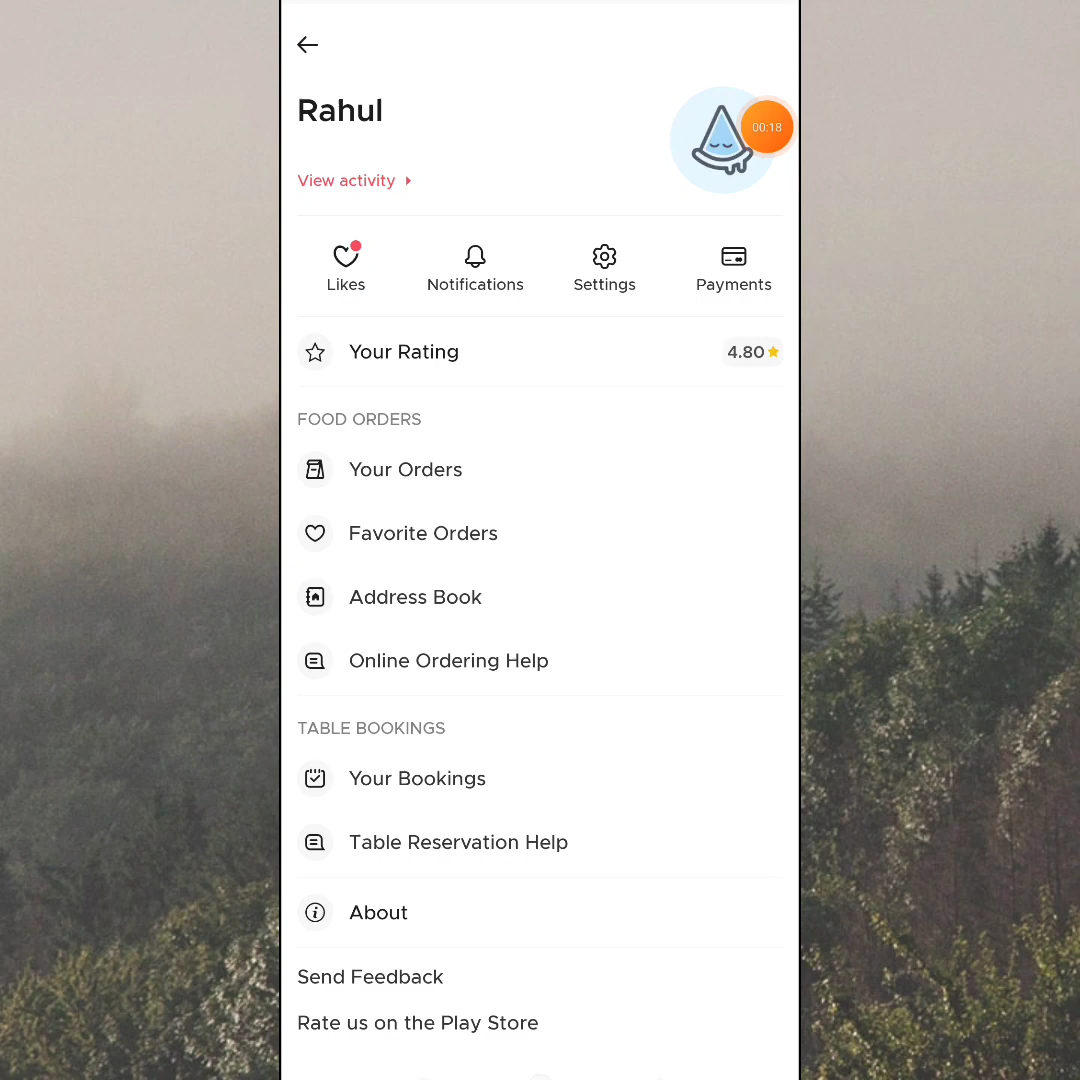 Rahul
00:18
View activity
Likes
Notifications
Settings
Payments
Your Rating
4.80
FOOD ORDERS
Your Orders
Favorite Orders
Address Book
Online Ordering Help
TABLE BOOKINGS
Your Bookings
Table Reservation Help
About
Send Feedback
Rate us on the Play Store